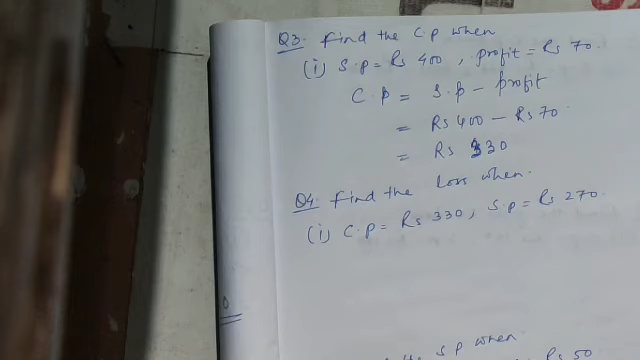 Q3. Find the C.P when
(i) S.P = Rs 400, profit = Rs 70.
C.P = S.P - profit
= Rs 400 - Rs 70.
= Rs 330
Q4. Find the Loss when.
(i) C.P = Rs 330, S.P = Rs 270.
S P when
Rs 50